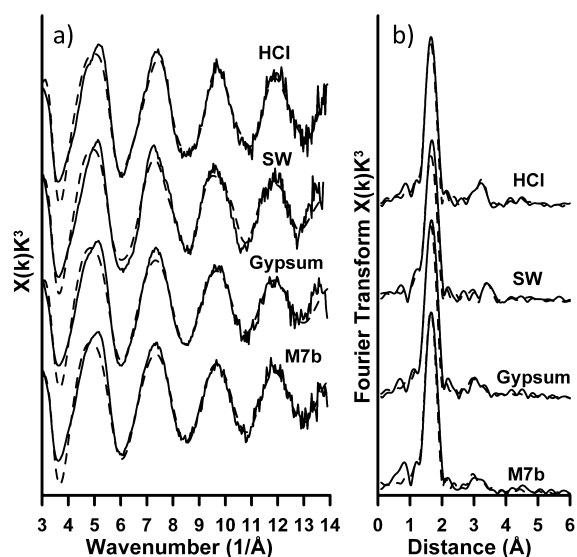 a)
HCl
SW
Gypsum
M7b
X(k)K³
3 4 5 6 7 8 9 10 11 12 13 14
Wavenumber (1/Å)
b)
HCl
SW
Gypsum
M7b
Fourier Transform X(k)K³
0 1 2 3 4 5 6
Distance (Å)